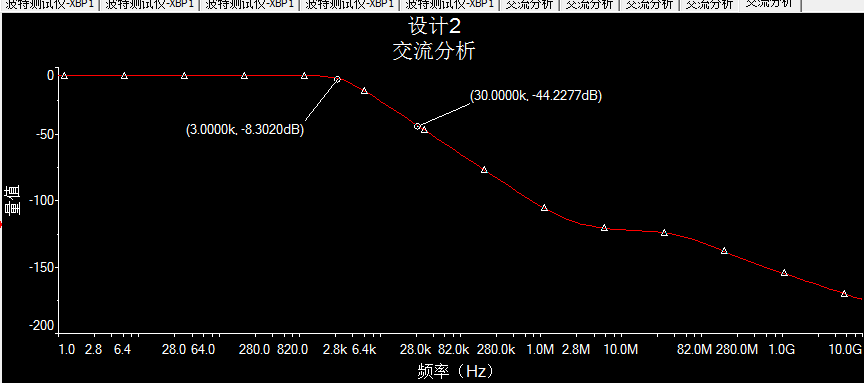 波特测试仪-XBP1 波特测试仪-XBP1 波特测试仪-XBP1 波特测试仪-XBP1 波特测试仪-XBP1 交流分析 交流分析 交流分析 交流分析 交流分析
设计2
交流分析
0
(30.0000k, -44.2277dB)
(3.0000k, -8.3020dB)
-50
-100
量值
-150
-200
1.0 2.8 6.4 28.0 64.0 280.0 820.0 2.8k 6.4k 28.0k 82.0k 280.0k 1.0M 2.8M 10.0M 82.0M 280.0M 1.0G 10.0G
频率（Hz）